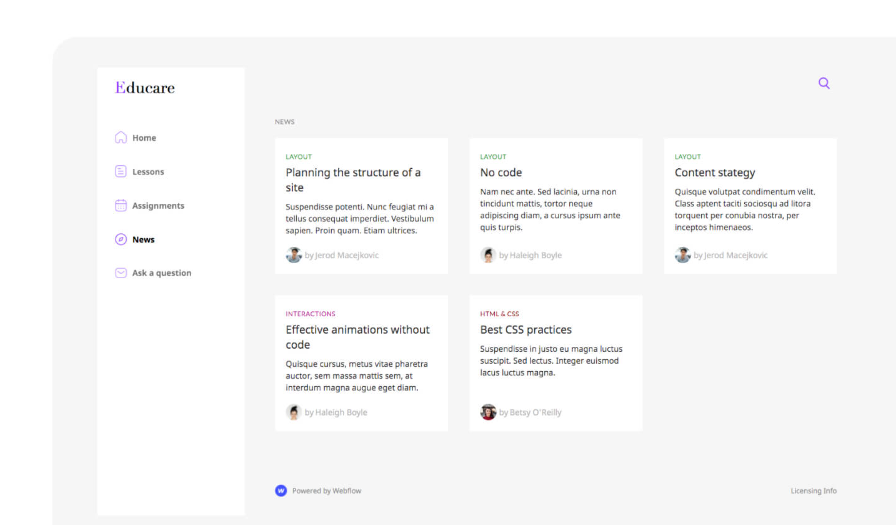 Educare
Home
Lessons
Assignments
News
Ask a question
NEWS
LAYOUT
Planning the structure of a
site
Suspendisse potenti. Nunc feugiat mi a
tellus consequat imperdiet. Vestibulum
sapien. Proin quam. Etiam ultrices.
by Jerod Macejkovic
LAYOUT
No code
Nam nec ante. Sed lacinia, urna non
tincidunt mattis, tortor neque
adipiscing diam, a cursus ipsum ante
quis turpis.
by Haleigh Boyle
LAYOUT
Content stategy
Quisque volutpat condimentum velit.
Class aptent taciti sociosqu ad litora
torquent per conubia nostra, per
inceptos himenaeos.
by Jerod Macejkovic
INTERACTIONS
Effective animations without
code
Quisque cursus, metus vitae pharetra
auctor, sem massa mattis sem, at
interdum magna augue eget diam.
by Haleigh Boyle
HTML & CSS
Best CSS practices
Suspendisse in justo eu magna luctus
suscipit. Sed lectus. Integer euismod
lacus luctus magna.
by Betsy O'Reilly
Powered by Webflow
Licensing Info